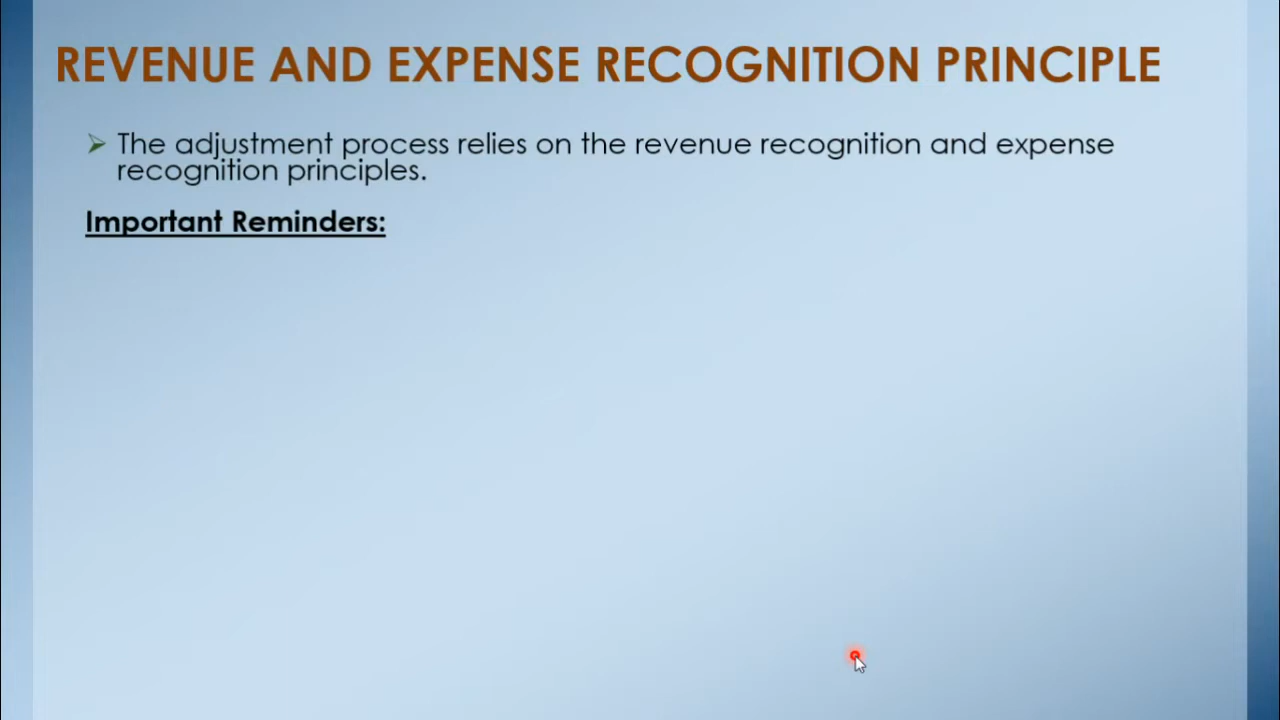 REVENUE AND EXPENSE RECOGNITION PRINCIPLE
The adjustment process relies on the revenue recognition and expense
recognition principles.
Important Reminders: